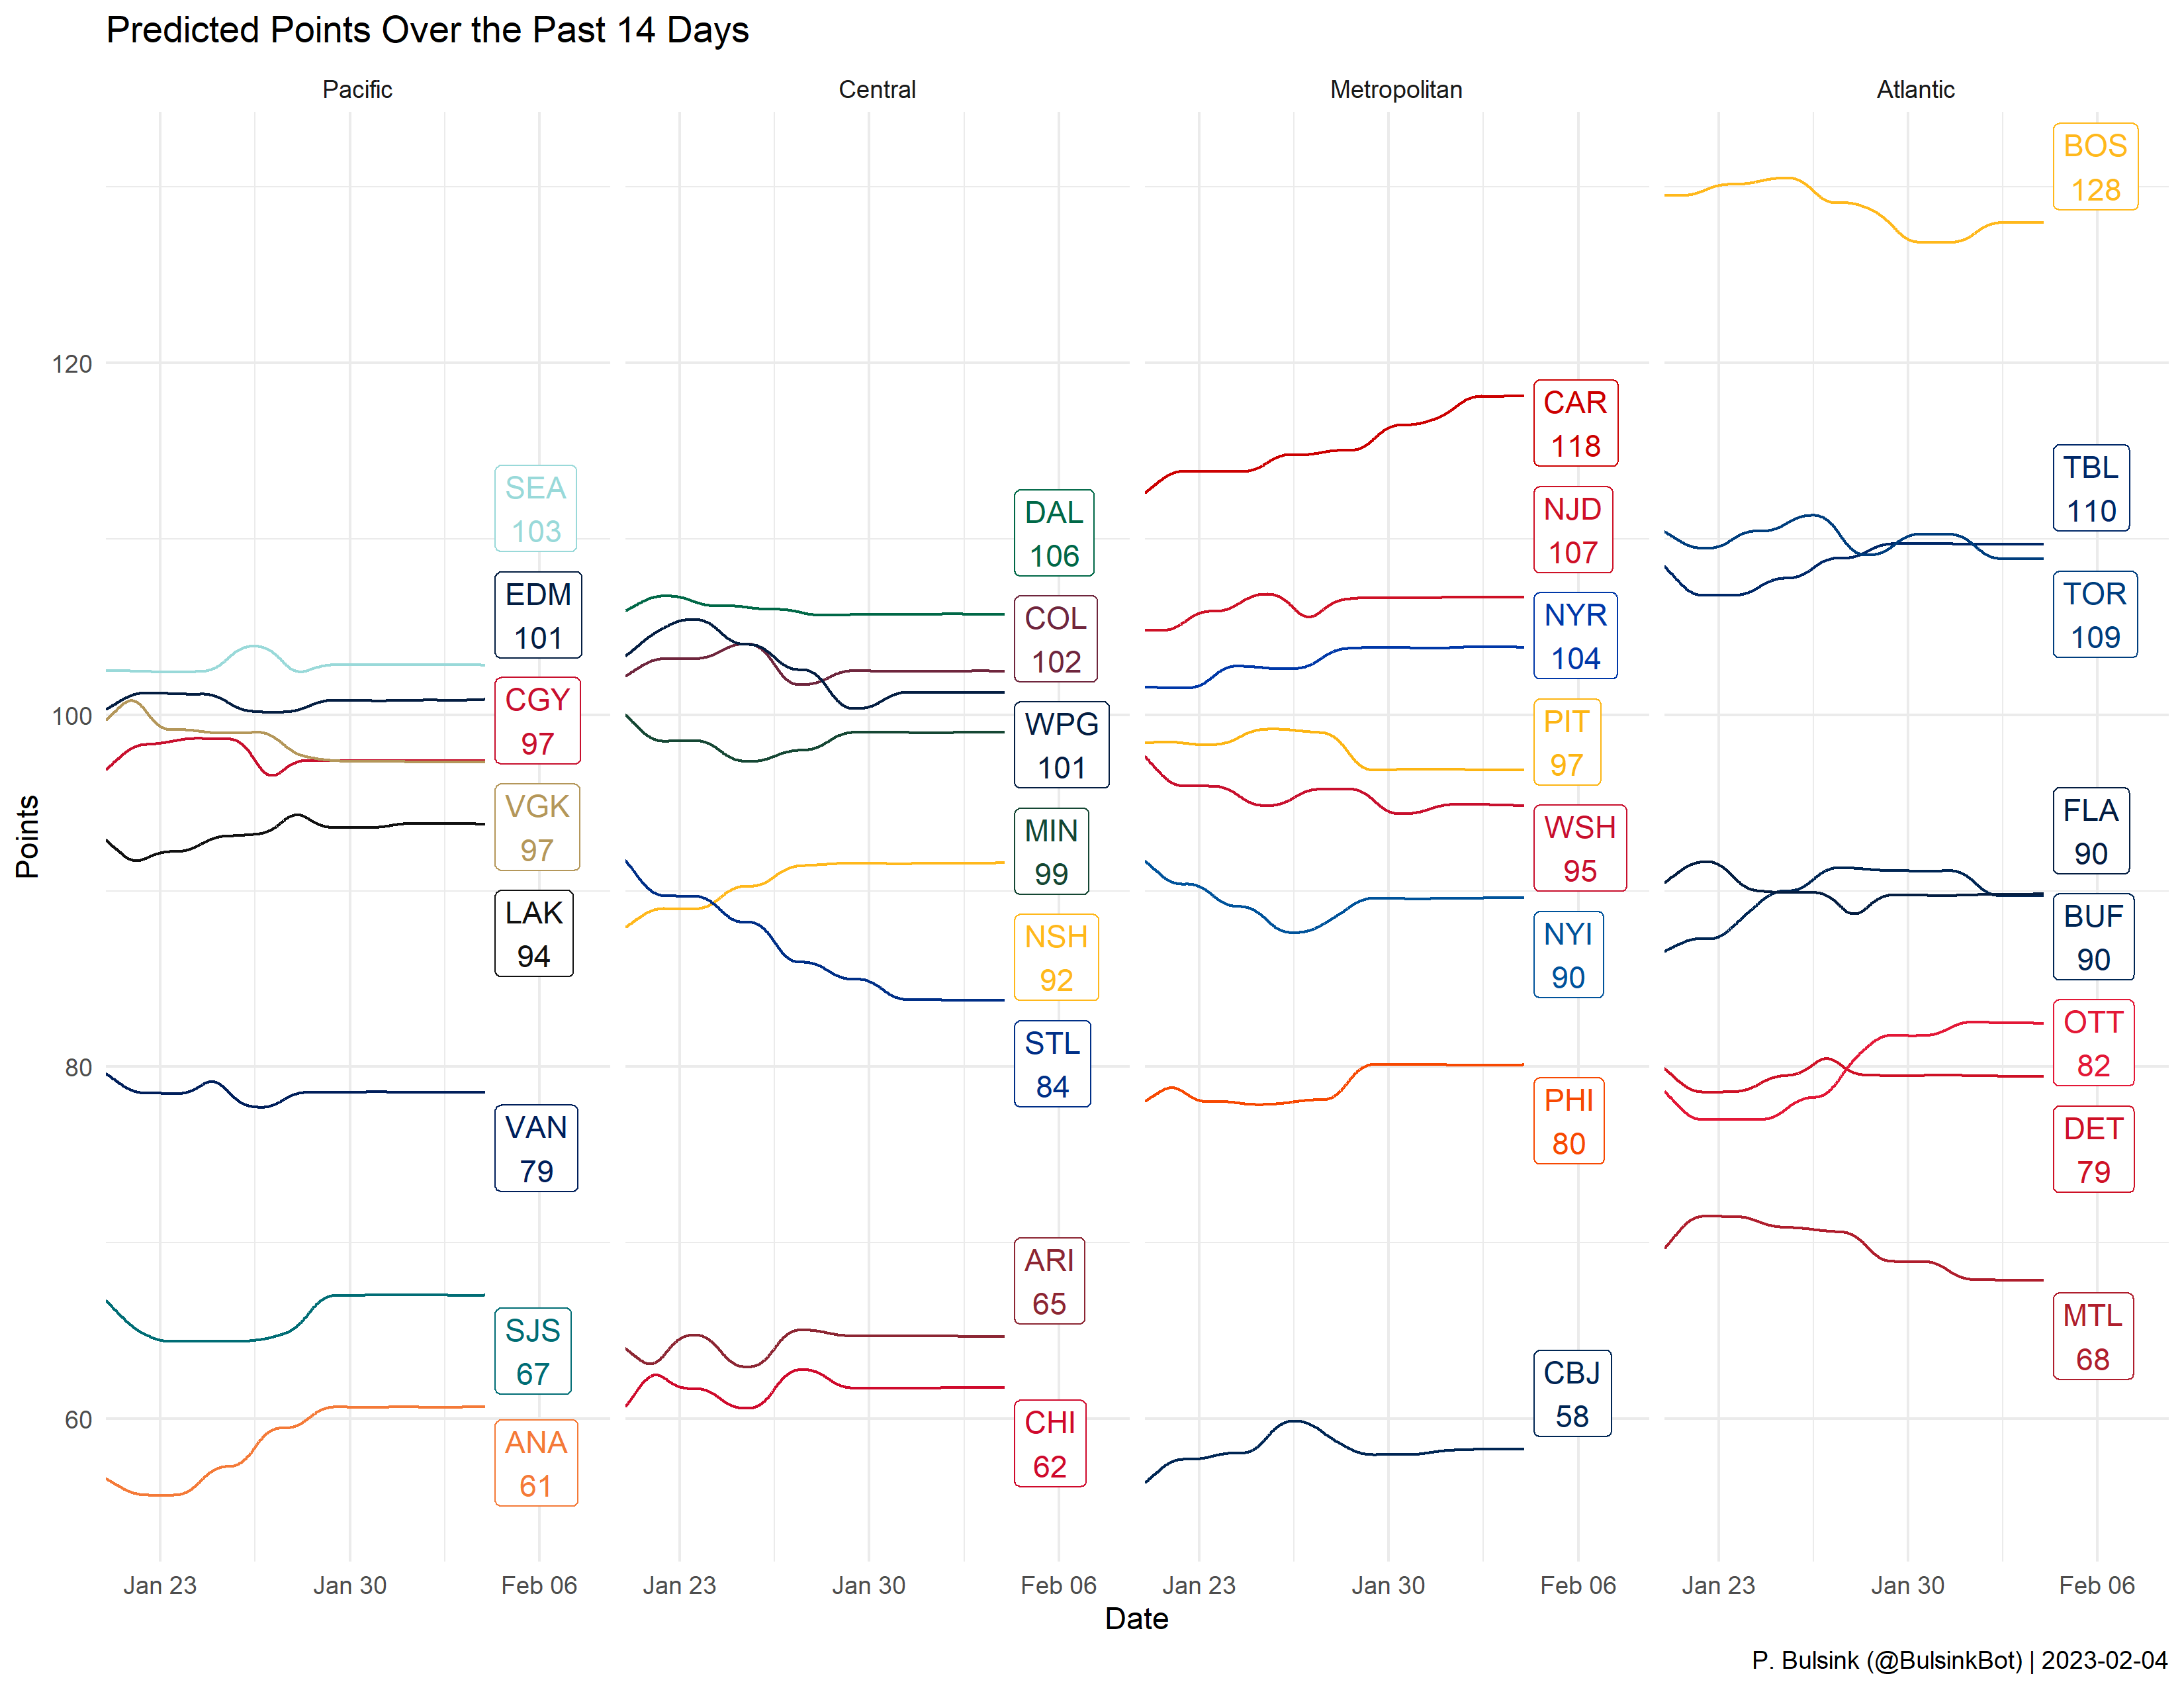 Predicted Points Over the Past 14 Days
Pacific
Central
Metropolitan
Atlantic
Points
120
100
80
60
SEA
103
EDM
101
CGY
97
VGK
97
LAK
94
VAN
79
SJS
67
ANA
61
DAL
106
COL
102
WPG
101
MIN
99
NSH
92
STL
84
ARI
65
CHI
62
CAR
118
NJD
107
NYR
104
PIT
97
WSH
95
NYI
90
PHI
80
CBJ
58
BOS
128
TBL
110
TOR
109
FLA
90
BUF
90
OTT
82
DET
79
MTL
68
Jan 23 Jan 30 Feb 06
Jan 23 Jan 30 Feb 06
Jan 23 Jan 30 Feb 06
Jan 23 Jan 30 Feb 06
Date
P. Bulsink (@BulsinkBot) | 2023-02-04